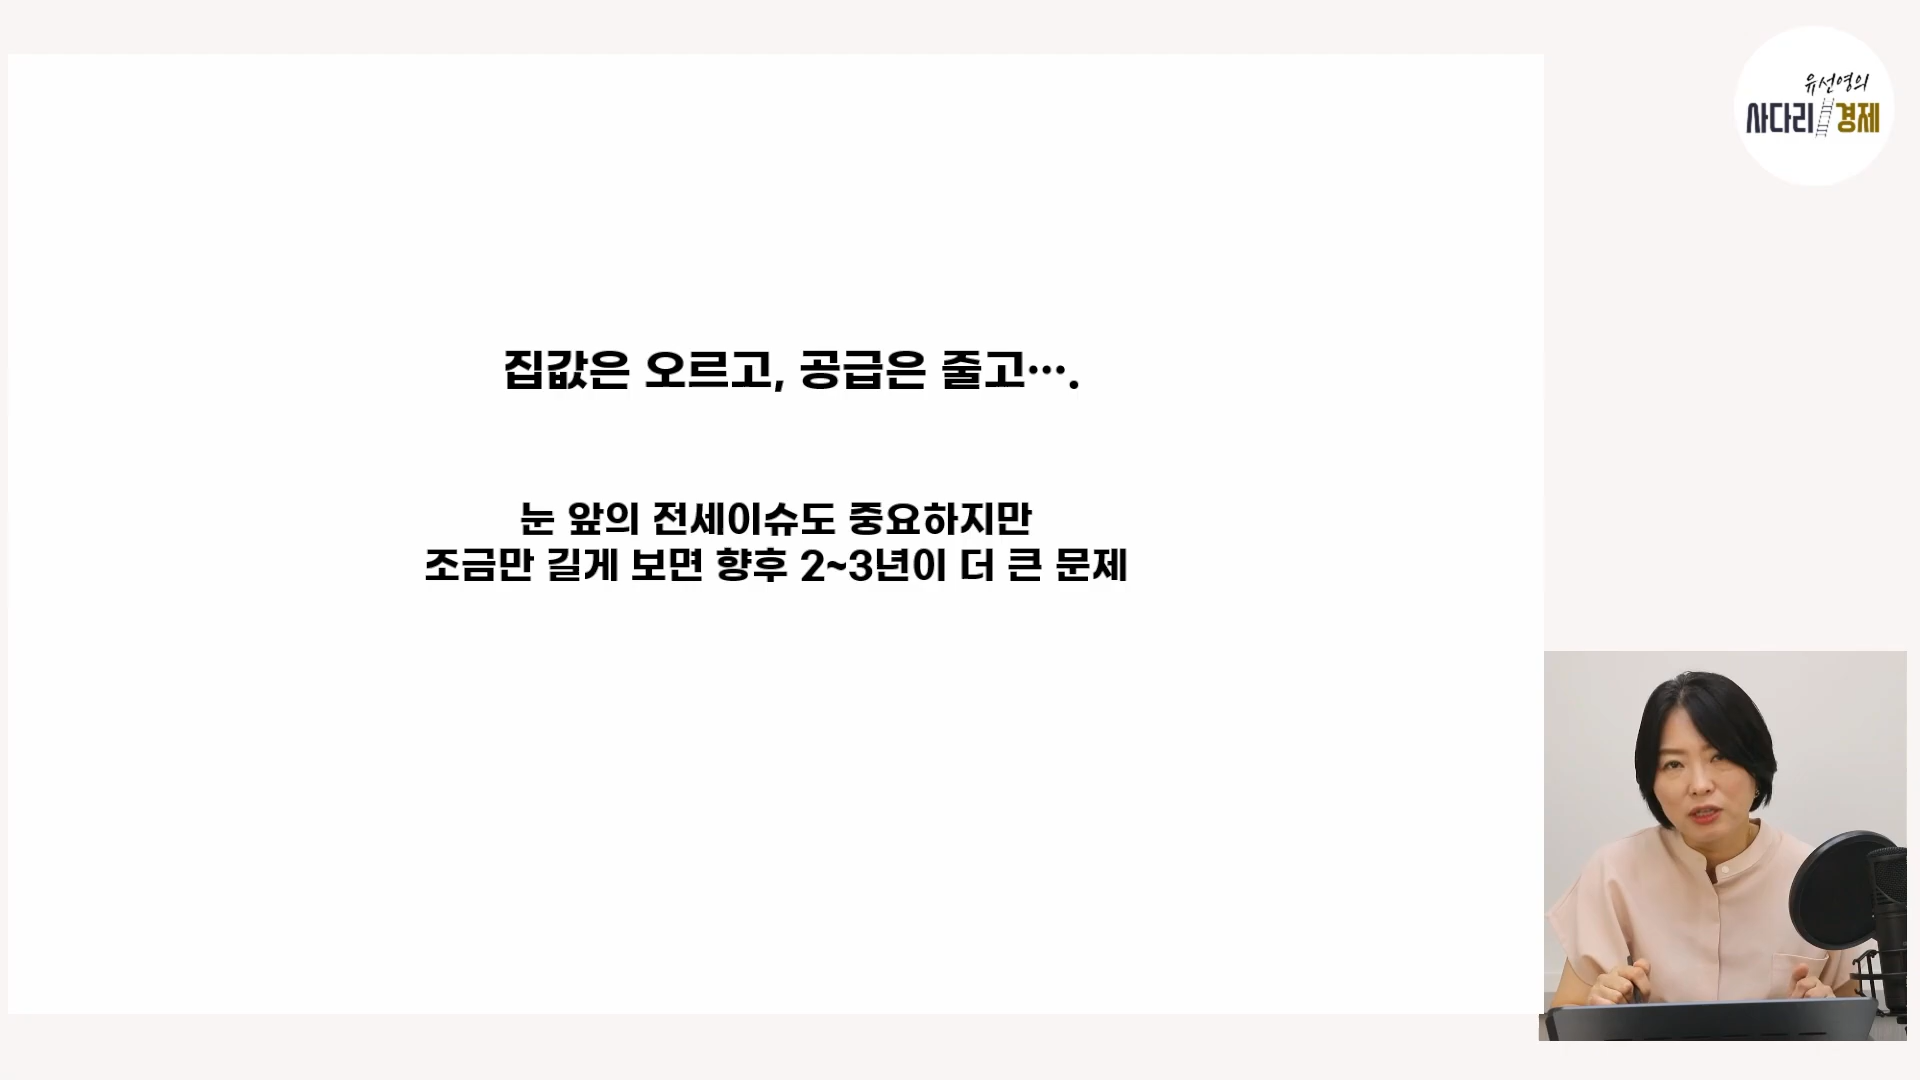 유선영의
사다리 경제
집값은 오르고, 공급은 줄고….
눈 앞의 전세이슈도 중요하지만
조금만 길게 보면 향후 2~3년이 더 큰 문제